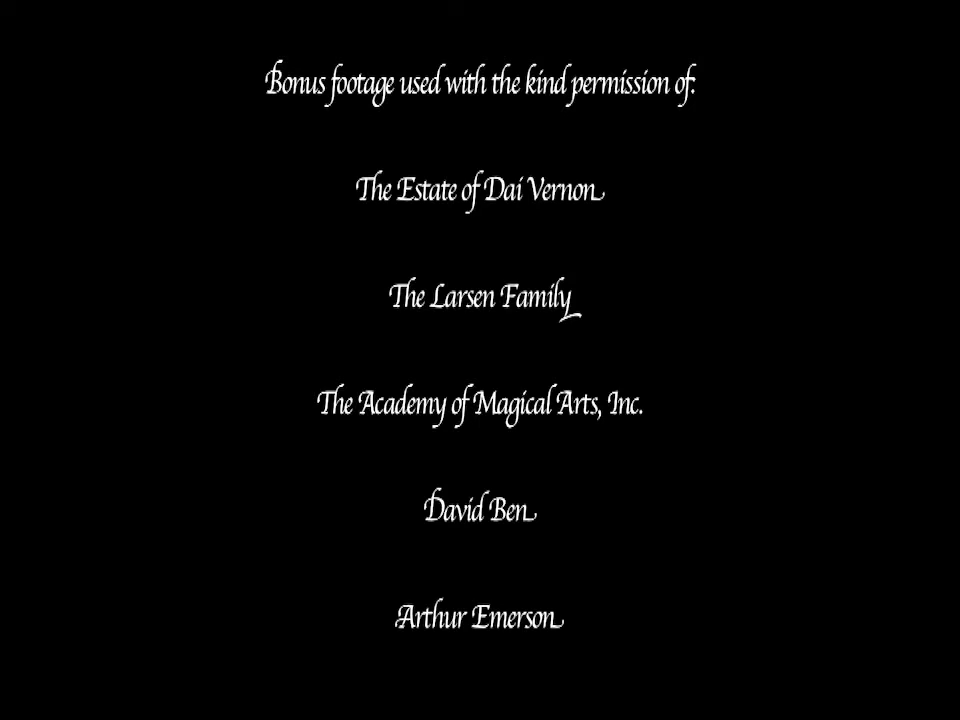 Bonus footage used with the kind permission of:
The Estate of Dai Vernon
The Larsen Family
The Academy of Magical Arts, Inc.
David Ben
Arthur Emerson